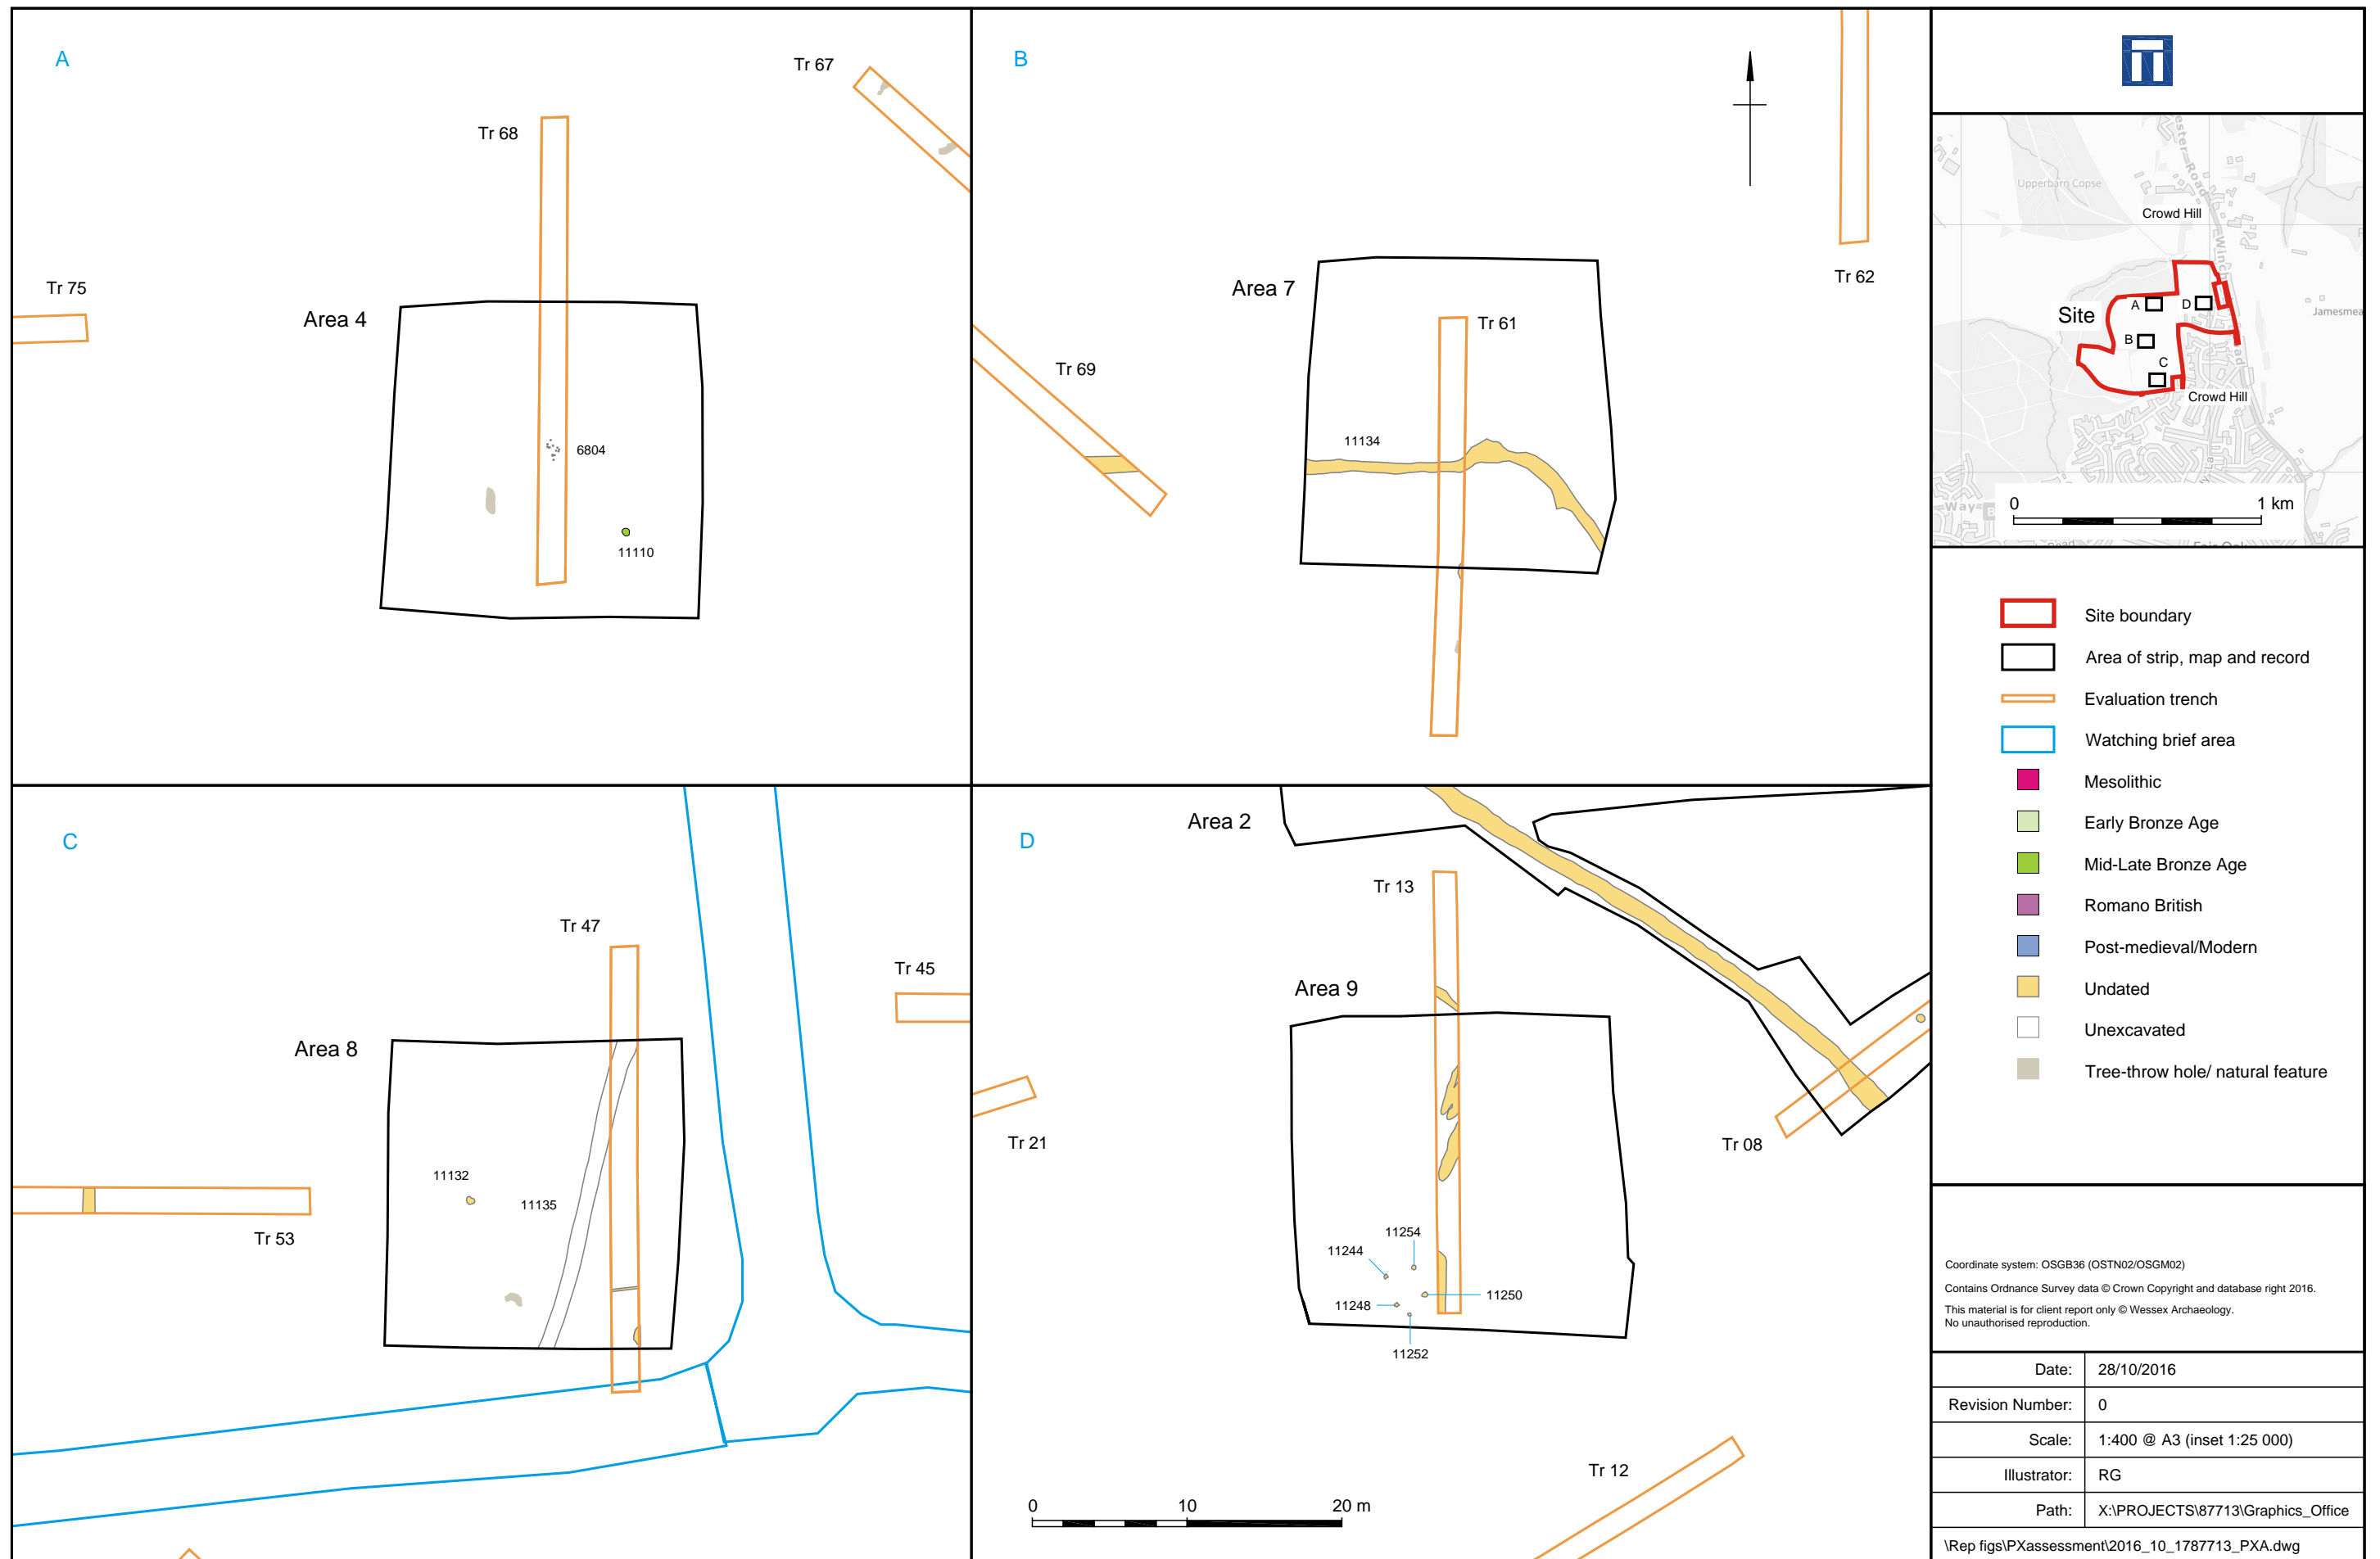 A
Tr 67
Tr 68
Tr 75
Area 4
6804
11110
B
Tr 62
Area 7
Tr 61
Tr 69
11134
C
Tr 47
Tr 45
Area 8
11132
11135
Tr 53
D
Area 2
Tr 13
Area 9
Tr 21
Tr 08
11254
11244
11250
11248
11252
Tr 12
0 10 20 m
Upperbarn Copse
Crowd Hill
A
D
Site
B
C
Crowd Hill
0 1 km
Site boundary
Area of strip, map and record
Evaluation trench
Watching brief area
Mesolithic
Early Bronze Age
Mid-Late Bronze Age
Romano British
Post-medieval/Modern
Undated
Unexcavated
Tree-throw hole/ natural feature
Coordinate system: OSGB36 (OSTN02/OSGM02)
Contains Ordnance Survey data © Crown Copyright and database right 2016.
This material is for client report only © Wessex Archaeology.
No unauthorised reproduction.
Date: 28/10/2016
Revision Number: 0
Scale: 1:400 @ A3 (inset 1:25 000)
Illustrator: RG
Path: X:\PROJECTS\87713\Graphics_Office
\Rep figs\PXassessment\2016_10_1787713_PXA.dwg